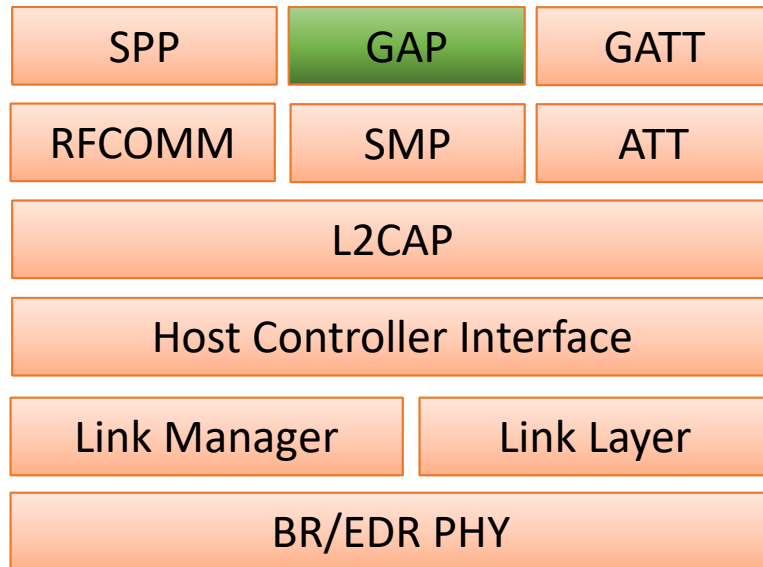 SPP GAP GATT
RFCOMM SMP ATT
L2CAP
Host Controller Interface
Link Manager Link Layer
BR/EDR PHY